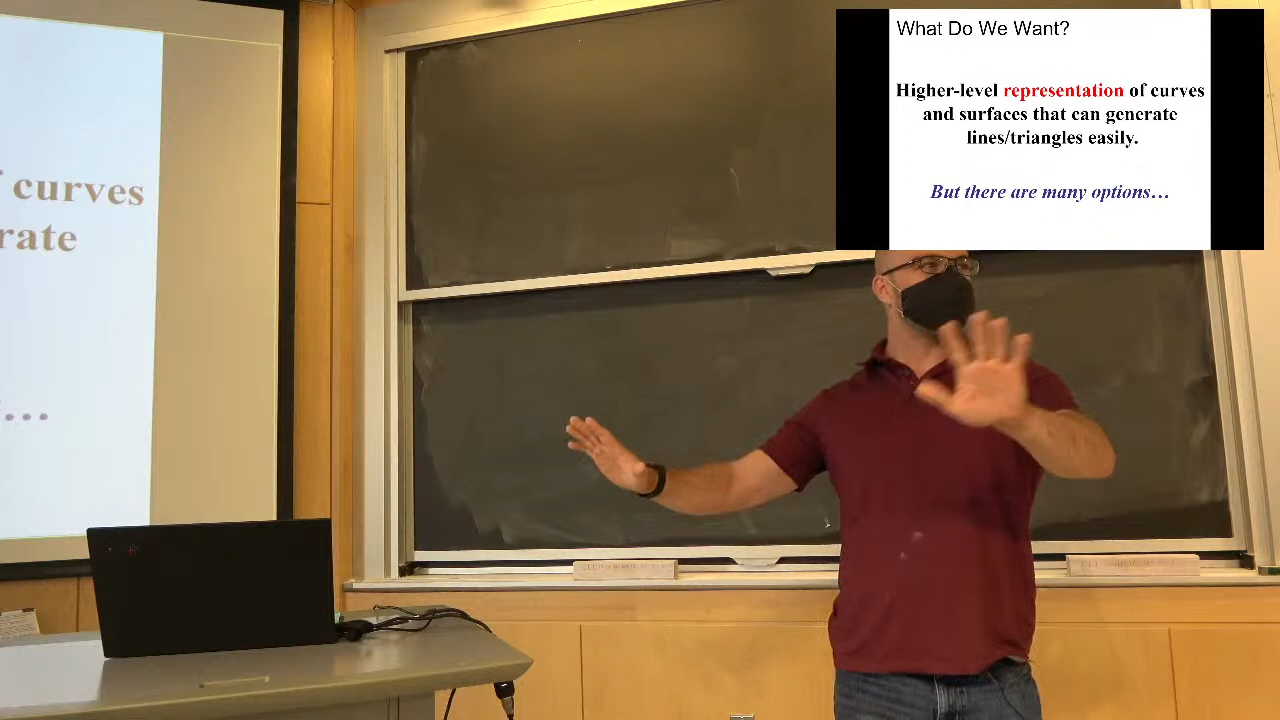 What Do We Want?
Higher-level representation of curves
and surfaces that can generate
lines/triangles easily.
But there are many options…
curves
rate
…